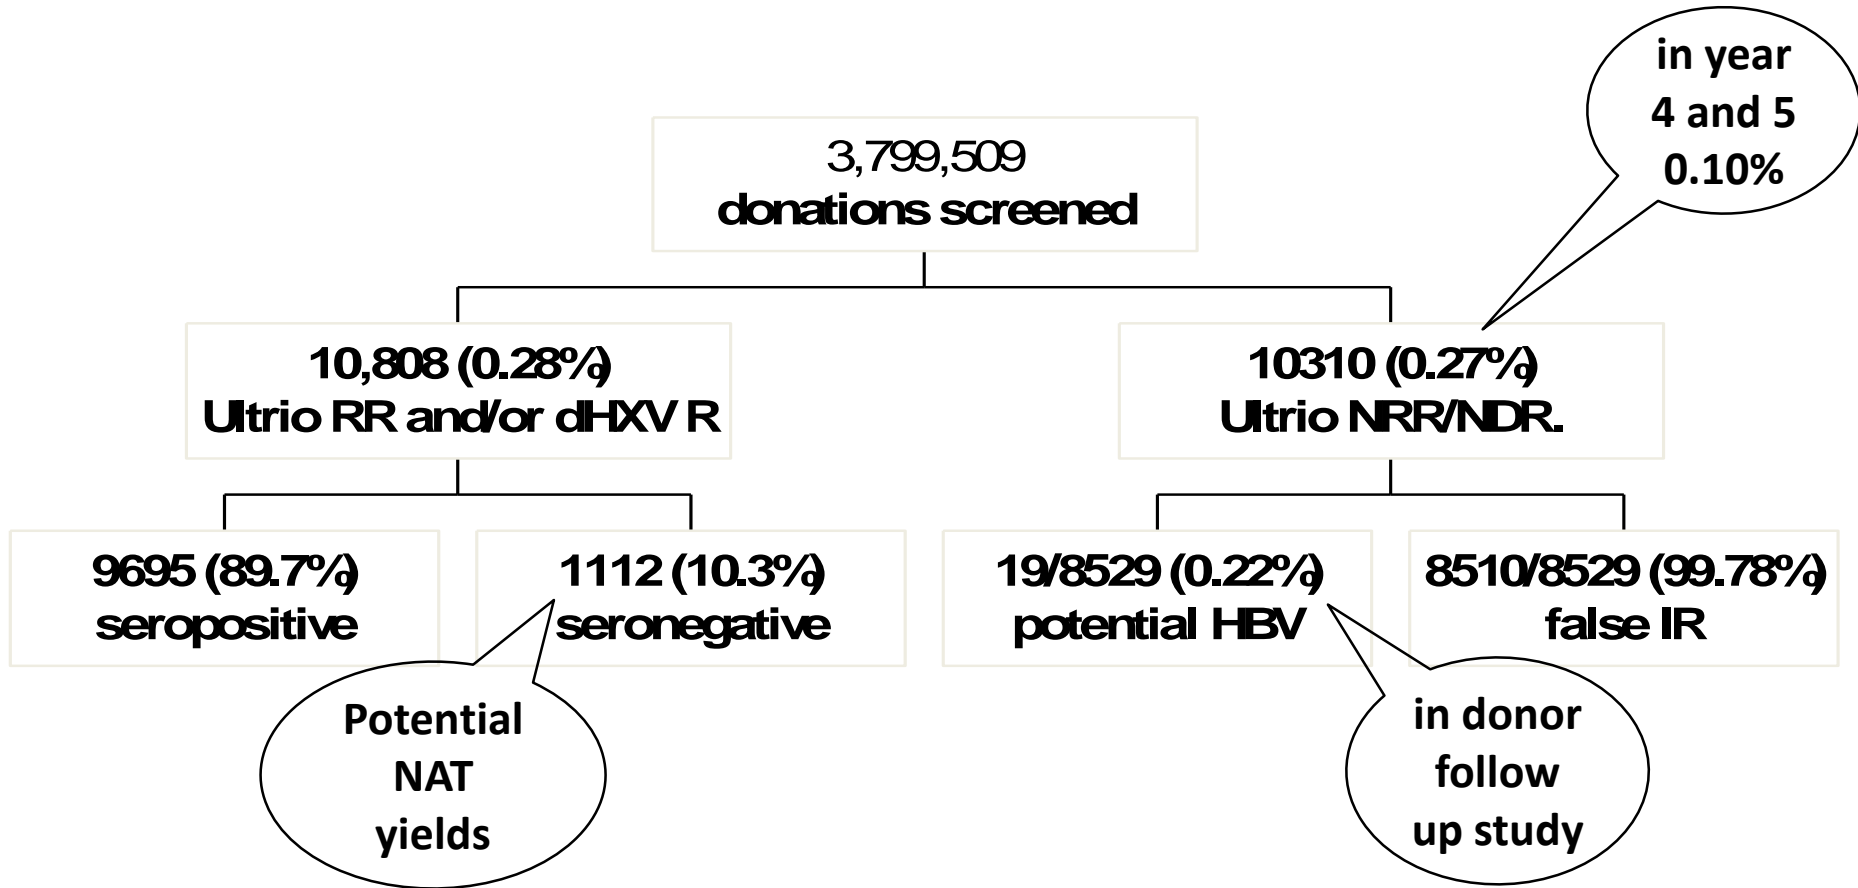 in year
4 and 5
0.10%
3,799,509
donations screened
10,808 (0.28%)
Ultrio RR and/or dHXV R
10310 (0.27%)
Ultrio NRR/NDR.
9695 (89.7%)
seropositive
1112 (10.3%)
seronegative
19/8529 (0.22%)
potential HBV
8510/8529 (99.78%)
false IR
Potential
NAT
yields
in donor
follow
up study